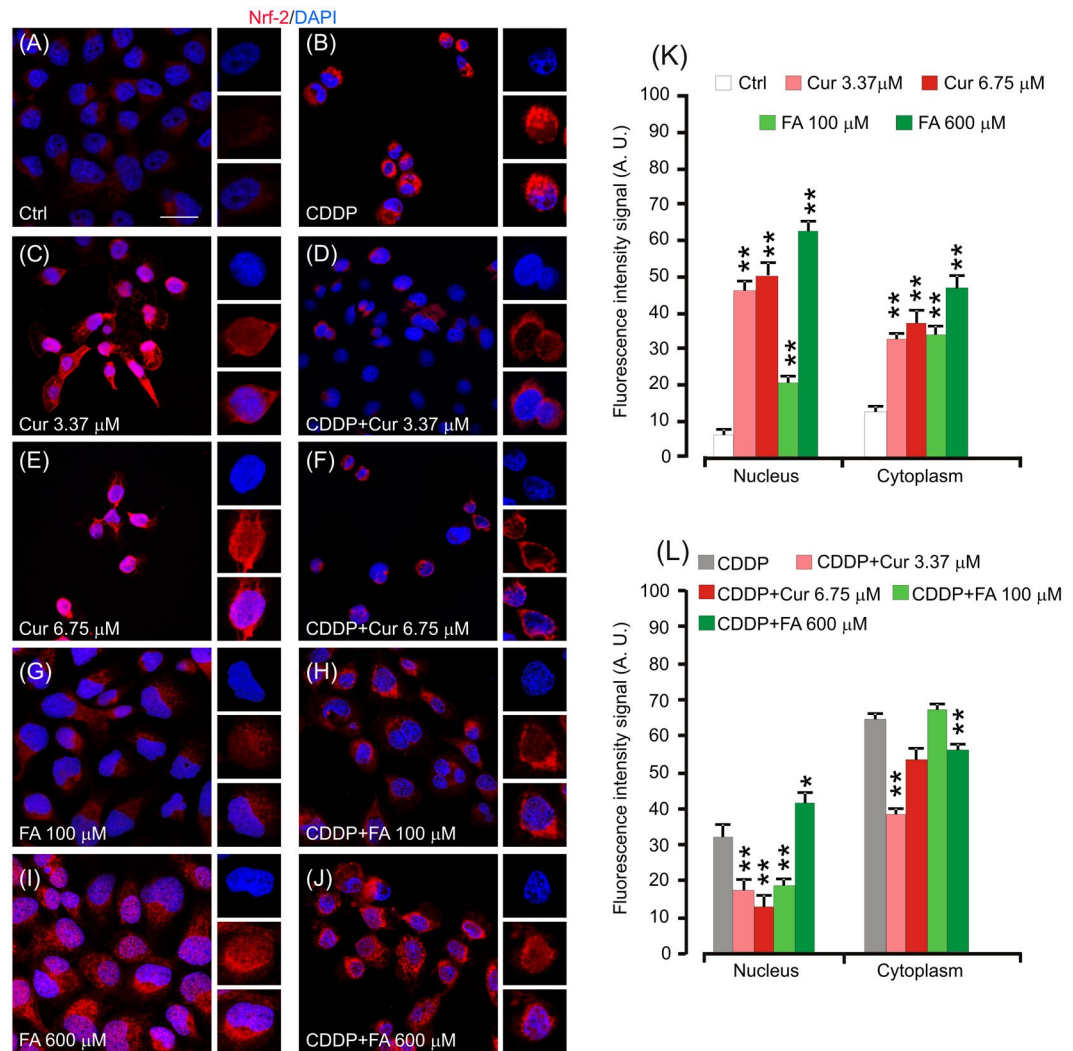 Nrf-2/DAPI
(A)
Ctrl
(B)
CDDP
(C)
Cur 3.37 µM
(D)
CDDP+Cur 3.37 µM
(E)
Cur 6.75 µM
(F)
CDDP+Cur 6.75 µM
(G)
FA 100 µM
(H)
CDDP+FA 100 µM
(I)
FA 600 µM
(J)
CDDP+FA 600 µM
(K)
Ctrl Cur 3.37µM Cur 6.75 µM
FA 100 µM FA 600 µM
Fluorescence intensity signal (A. U.)
100
90
80
70
60
50
40
30
20
10
0
** ** ** ** ** ** ** **
Nucleus Cytoplasm
(L)
CDDP CDDP+Cur 3.37 µM
CDDP+Cur 6.75 µM CDDP+FA 100 µM
CDDP+FA 600 µM
Fluorescence intensity signal (A. U.)
100
90
80
70
60
50
40
30
20
10
0
** ** ** * ** **
Nucleus Cytoplasm